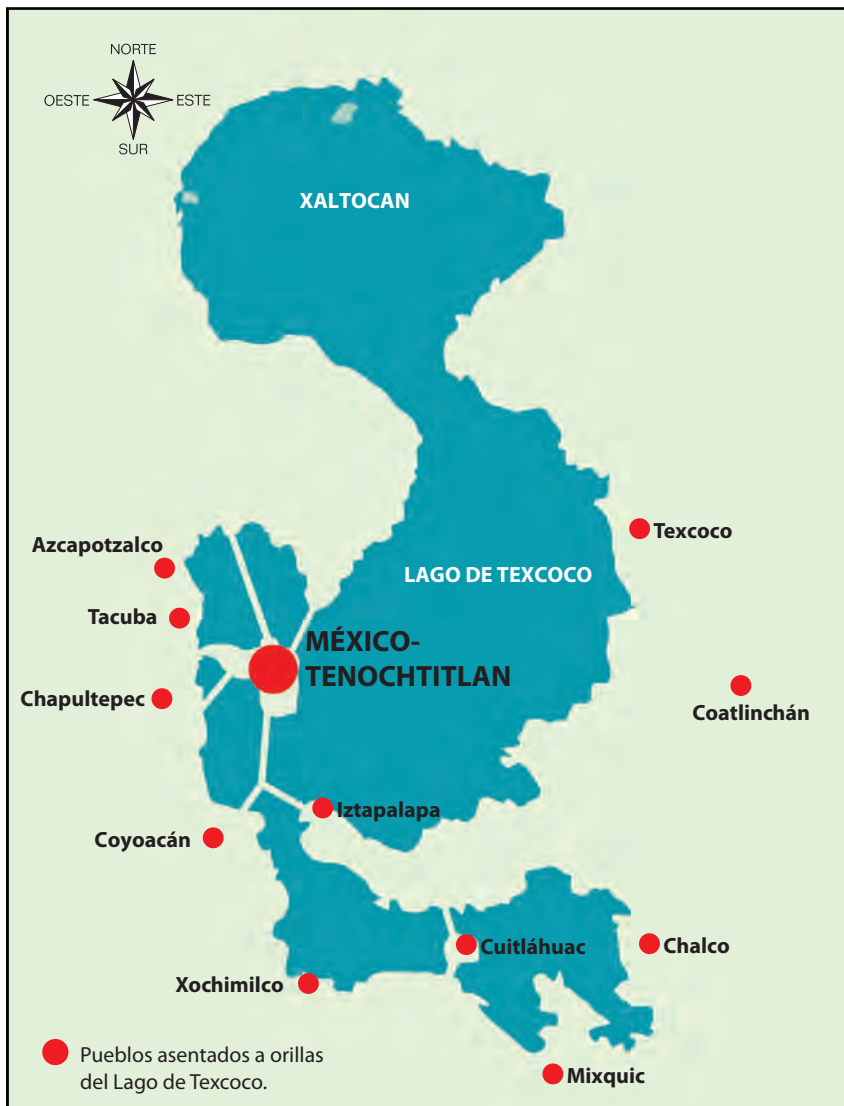 NORTE
OESTE
ESTE
SUR
XALTOCAN
Texcoco
Azcapotzalco
LAGO DE TEXCOCO
Tacuba
MÉXICO-
TENOCHTITLAN
Chapultepec
Coatlinchán
Iztapalapa
Coyoacán
Cuitláhuac
Chalco
Xochimilco
Pueblos asentados a orillas
del Lago de Texcoco.
Mixquic